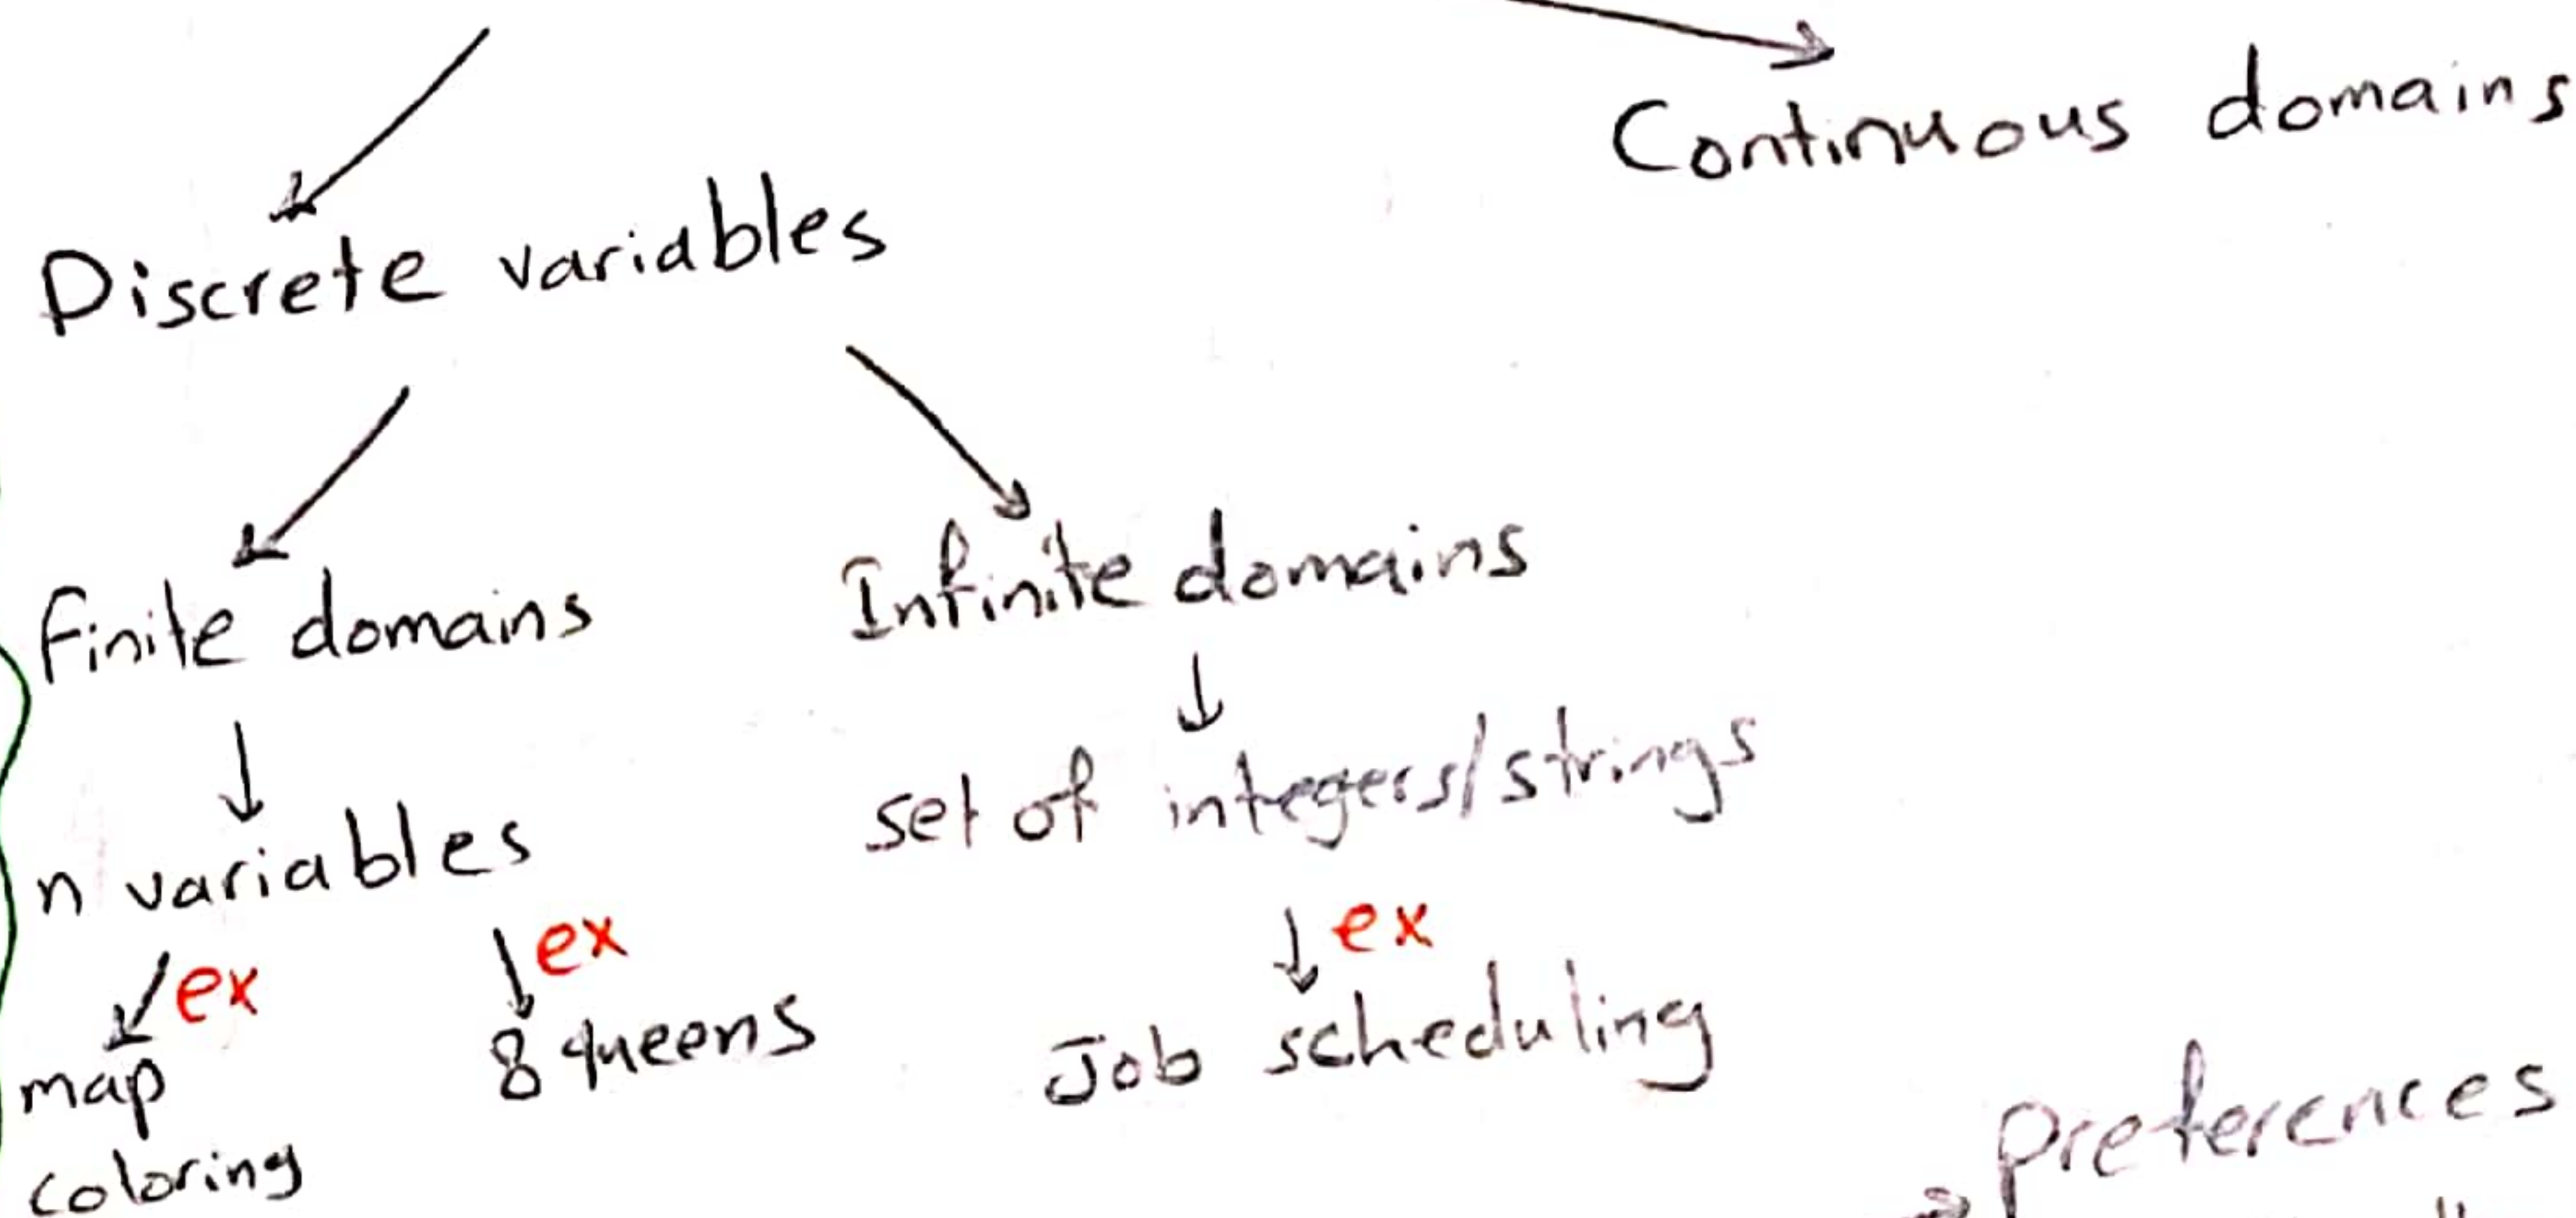 Continuous domains
Discrete variables
finite domains
Infinite domains
n variables
set of integers/strings
ex
ex
ex
map
coloring
8 queens
Job scheduling
preferences